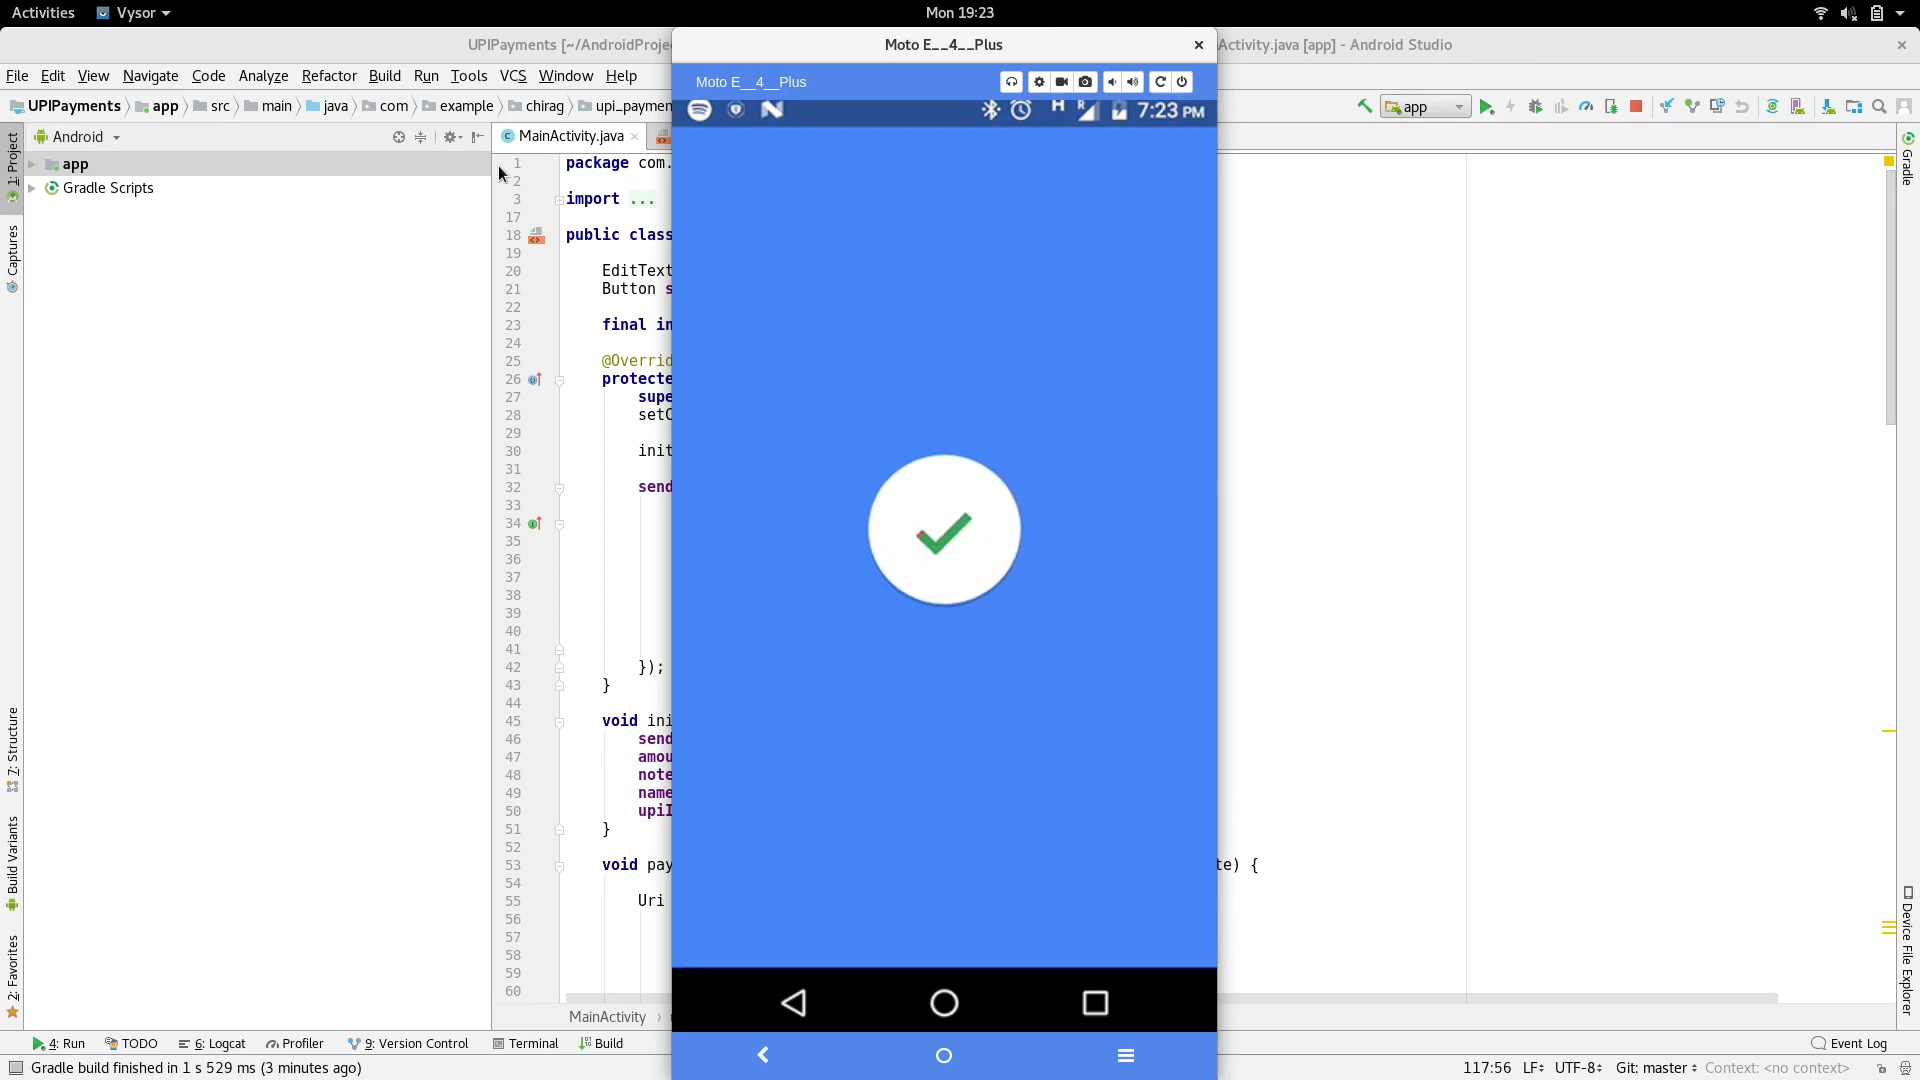 Activities Vysor Mon 19:23
UPIPayments [~/AndroidProje Moto E__4__Plus Activity.java [app] - Android Studio
File Edit View Navigate Code Analyze Refactor Build Run Tools VCS Window Help
Moto E__4__Plus
UPIPayments app src main java com example chirag upi_paymen app
H R 7:23 PM
Android
MainActivity.java
app
Gradle Scripts
1: Project
Captures
7: Structure
Build Variants
2: Favorites
1 package com.
2
3 import ...
17
18 public class
19
20 EditText
21 Button s
22
23 final in
24
25 @Overrid
26 protecte
27 supe
28 setC
29
30 init
31
32 send
33
34
35
36
37
38
39
40
41
42 });
43 }
44
45 void ini
46 send
47 amou
48 note
49 name
50 upiI
51 }
52
53 void pay te) {
54
55 Uri
56
57
58
59
60
MainActivity
Gradle
Device File Explorer
4: Run TODO 6: Logcat Profiler 9: Version Control Terminal Build Event Log
Gradle build finished in 1 s 529 ms (3 minutes ago) 117:56 LF UTF-8 Git: master Context: <no context>